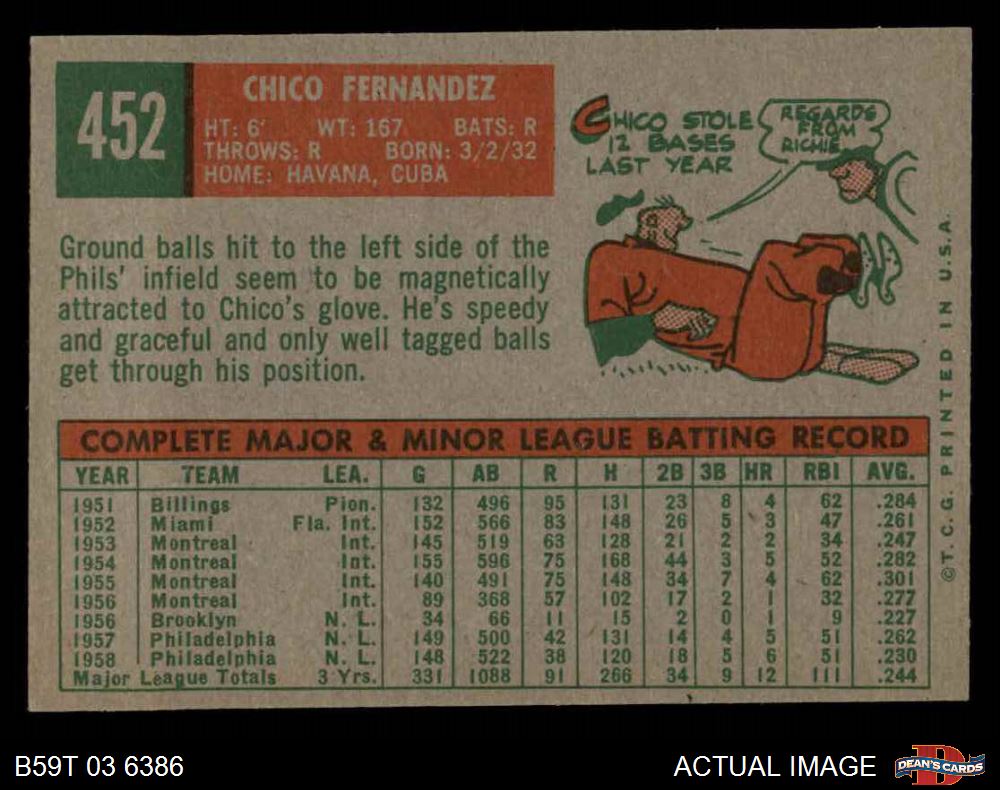 452
CHICO FERNANDEZ
HT: 6' WT: 167 BATS: R
THROWS: R BORN: 3/2/32
HOME: HAVANA, CUBA
CHICO STOLE
12 BASES
LAST YEAR
REGARDS
FROM
RICHIE
Ground balls hit to the left side of the
Phils' infield seem to be magnetically
attracted to Chico's glove. He's speedy
and graceful and only well tagged balls
get through his position.
COMPLETE MAJOR & MINOR LEAGUE BATTING RECORD
YEAR TEAM LEA. G AB R H 2B 3B HR RBI AVG.
1951 Billings Pion. 132 496 95 131 23 8 4 62 .284
1952 Miami Fla. Int. 152 566 83 148 26 5 3 47 .261
1953 Montreal Int. 145 519 63 128 21 2 2 34 .247
1954 Montreal Int. 155 596 75 168 44 3 5 52 .282
1955 Montreal Int. 140 491 75 148 34 7 4 62 .301
1956 Montreal Int. 89 368 57 102 17 2 1 32 .277
1956 Brooklyn N. L. 34 66 11 15 2 0 1 9 .227
1957 Philadelphia N. L. 149 500 42 131 14 4 5 51 .262
1958 Philadelphia N. L. 148 522 38 120 18 5 6 51 .230
Major League Totals 3 Yrs. 331 1088 91 266 34 9 12 111 .244
©T. C. G. PRINTED IN U.S.A.
B59T 03 6386
ACTUAL IMAGE
D
DEAN'S CARDS